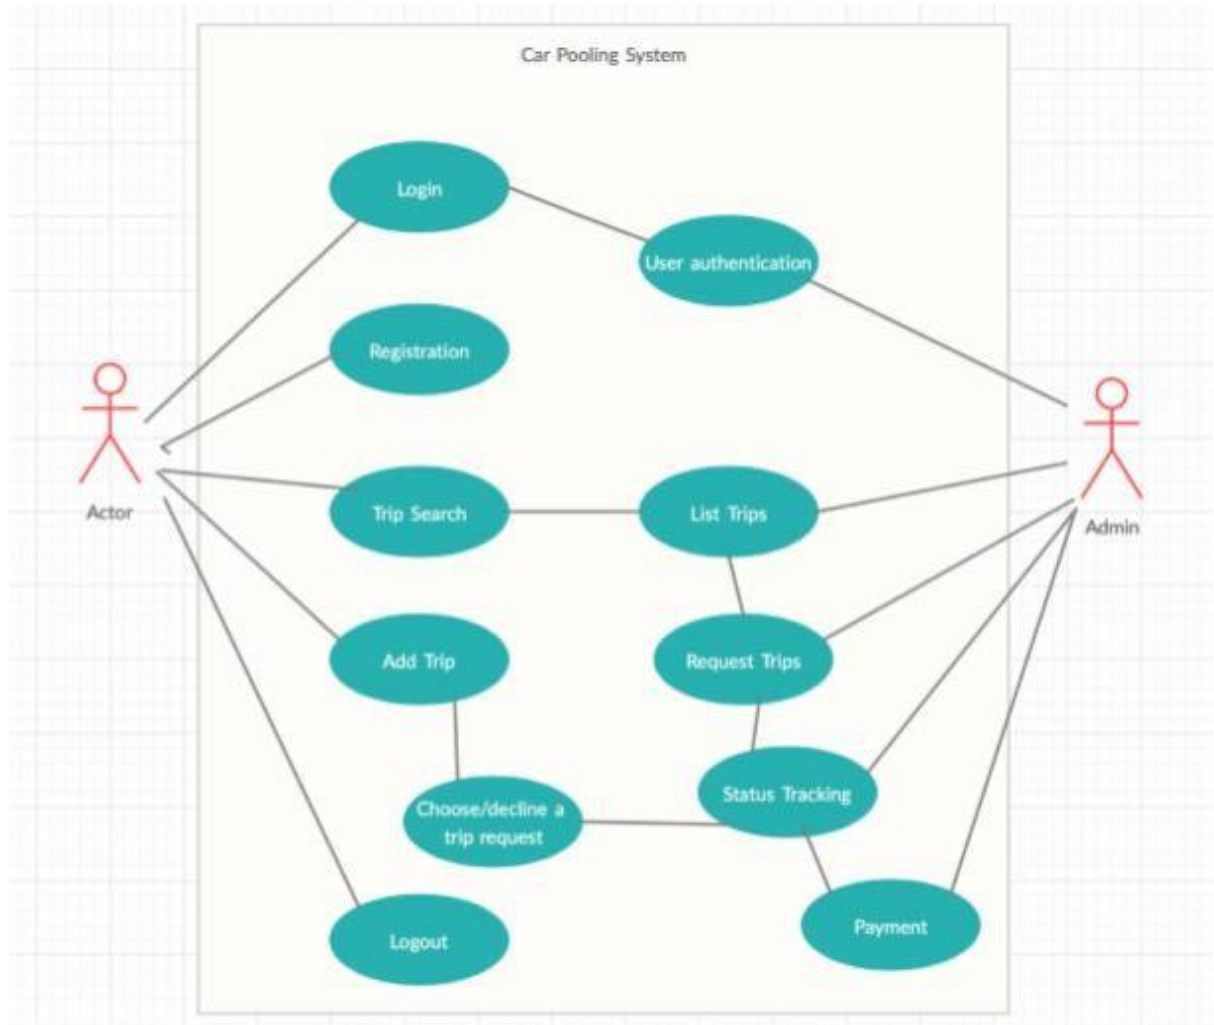 Car Pooling System
Login
User authentication
Registration
Actor
Trip Search
List Trips
Admin
Add Trip
Request Trips
Choose/decline a
trip request
Status Tracking
Logout
Payment